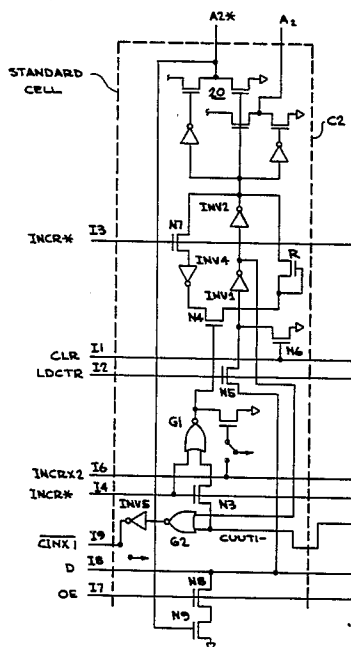 A2* A2
STANDARD
CELL
20
C2
INV2
N7
INCR* I3
INV4
R
INV1
N4
CLR I1
N6
LDCTR I2
N5
G1
INCRX2 I6
INCR* I4
N3
INV5
G2
CINX1 I9
D I8
OE I7
N8
N9